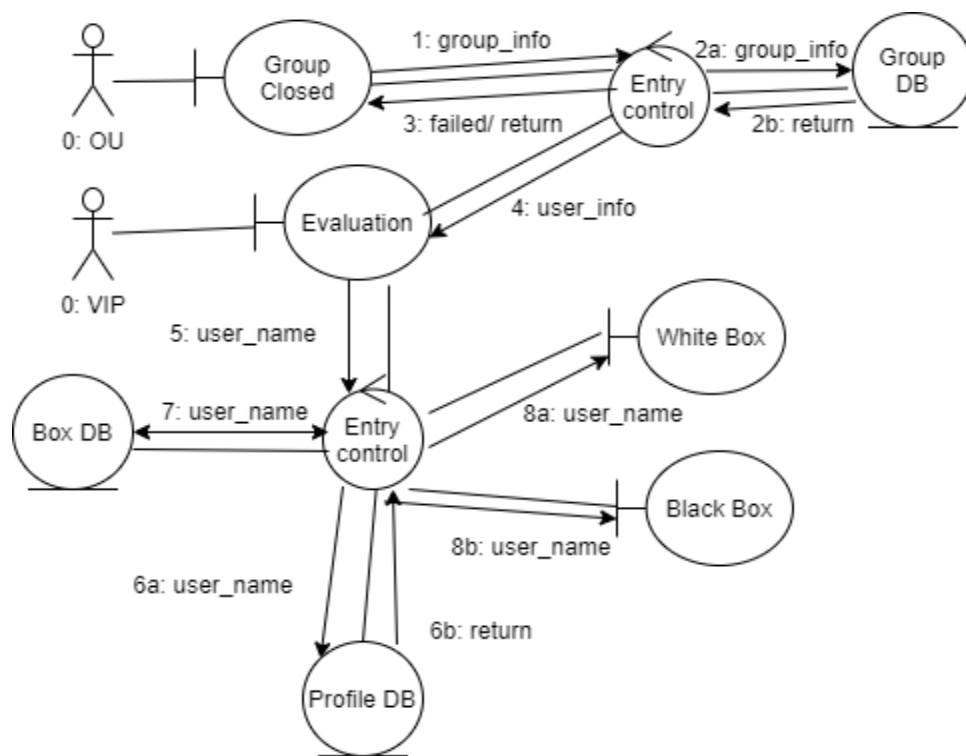 1: group_info
2a: group_info
Group
Closed
Entry
control
Group
DB
0: OU
3: failed/ return
2b: return
Evaluation
4: user_info
0: VIP
5: user_name
White Box
7: user_name
8a: user_name
Box DB
Entry
control
Black Box
8b: user_name
6a: user_name
6b: return
Profile DB